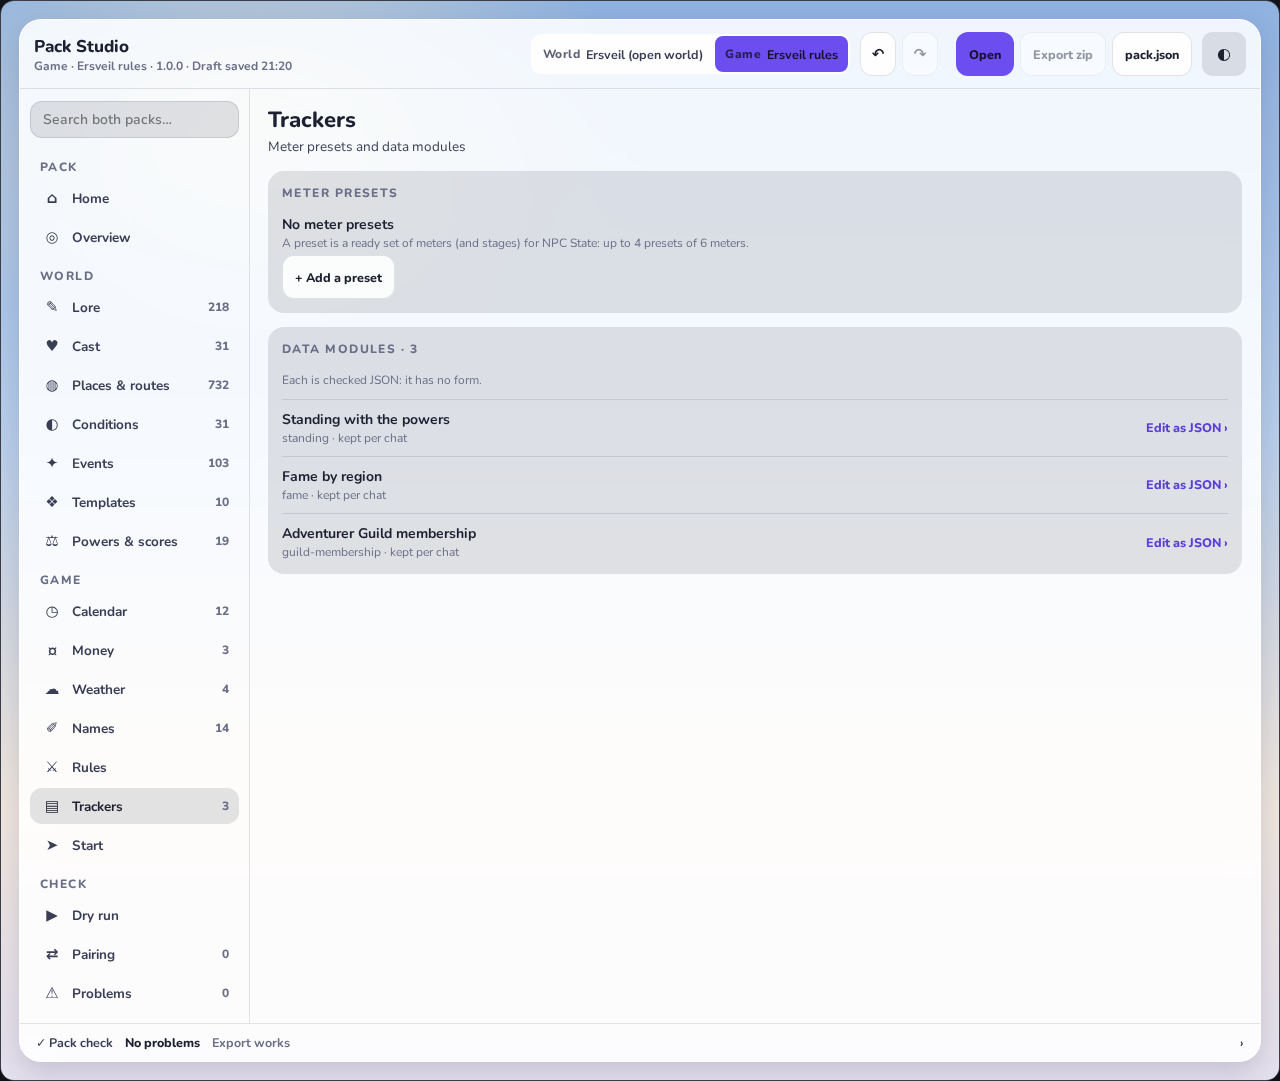 Pack Studio
Game · Ersveil rules · 1.0.0 · Draft saved 21:20
World Ersveil (open world) Game Ersveil rules
Open
Export zip
pack.json
Search both packs...
PACK
Home
Overview
WORLD
Lore 218
Cast 31
Places & routes 732
Conditions 31
Events 103
Templates 10
Powers & scores 19
GAME
Calendar 12
Money 3
Weather 4
Names 14
Rules
Trackers 3
Start
CHECK
Dry run
Pairing 0
Problems 0
Trackers
Meter presets and data modules
METER PRESETS
No meter presets
A preset is a ready set of meters (and stages) for NPC State: up to 4 presets of 6 meters.
+ Add a preset
DATA MODULES · 3
Each is checked JSON: it has no form.
Standing with the powers
standing · kept per chat
Edit as JSON ›
Fame by region
fame · kept per chat
Edit as JSON ›
Adventurer Guild membership
guild-membership · kept per chat
Edit as JSON ›
✓ Pack check No problems Export works ›